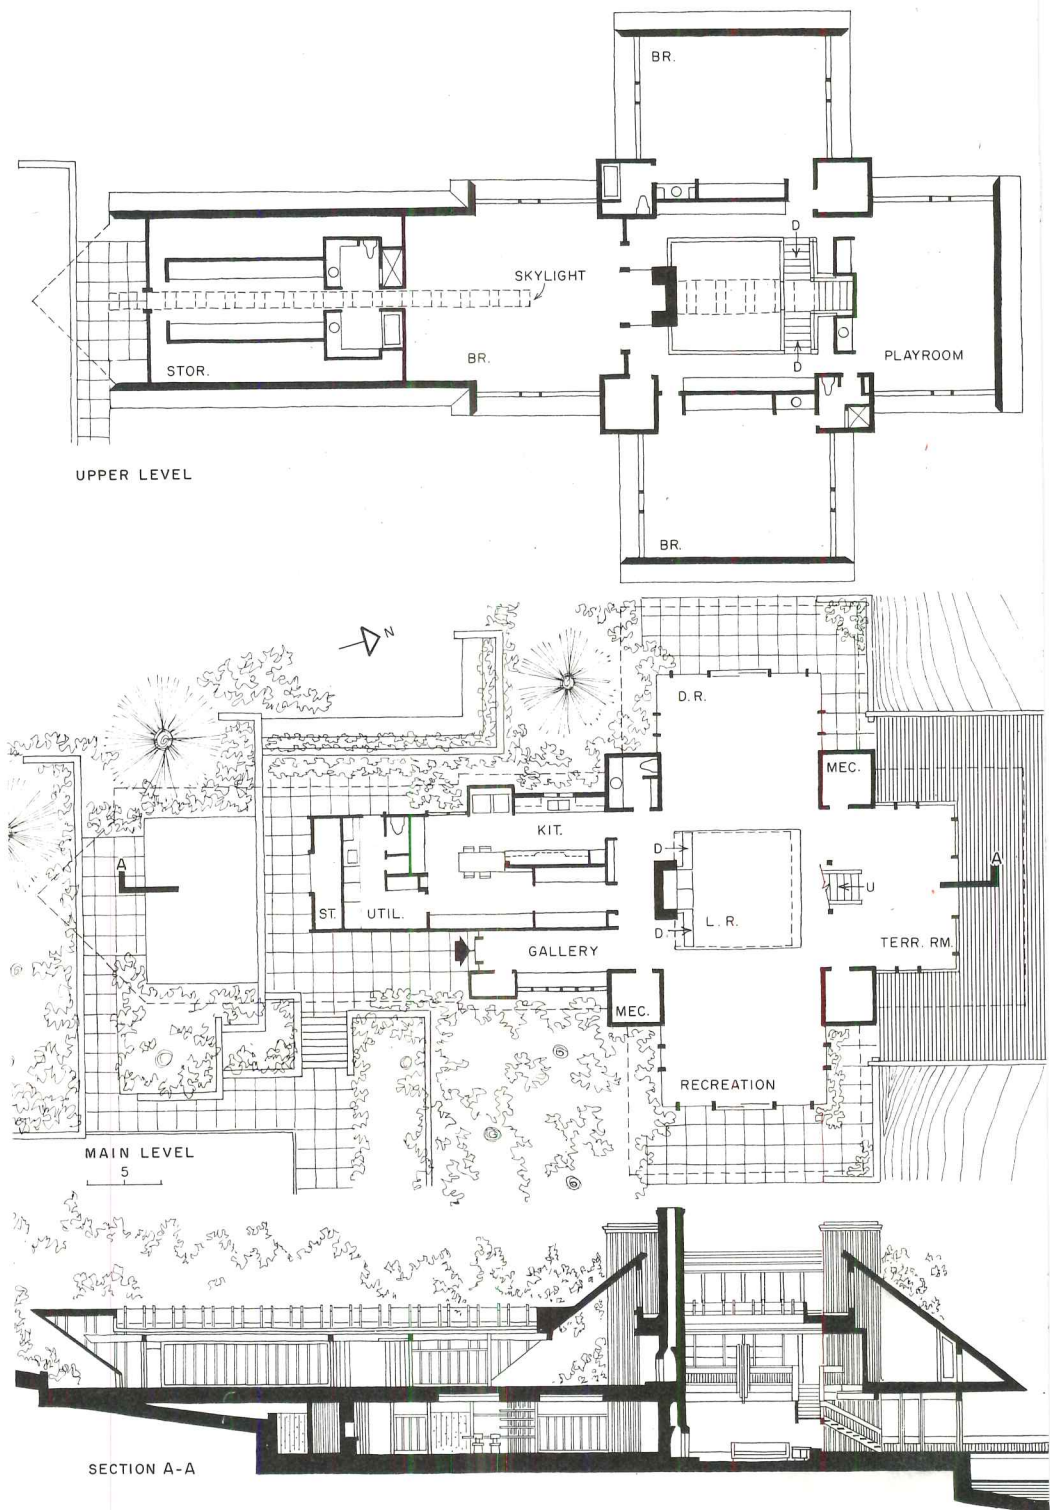 BR.
D
SKYLIGHT
BR.
PLAYROOM
STOR.
D
UPPER LEVEL
BR.
N
D.R.
MEC.
KIT.
A
D
A
U
ST.
UTIL.
L.R.
D
GALLERY
TERR. RM.
MEC.
RECREATION
MAIN LEVEL
5
SECTION A-A